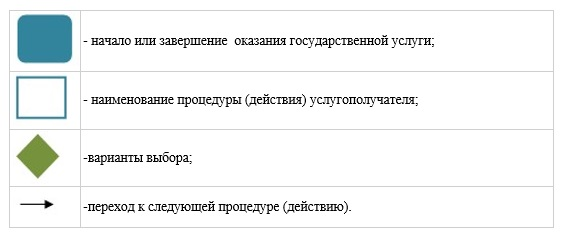 - начало или завершение оказания государственной услуги;
- наименование процедуры (действия) услугополучателя;
-варианты выбора;
-переход к следующей процедуре (действию).